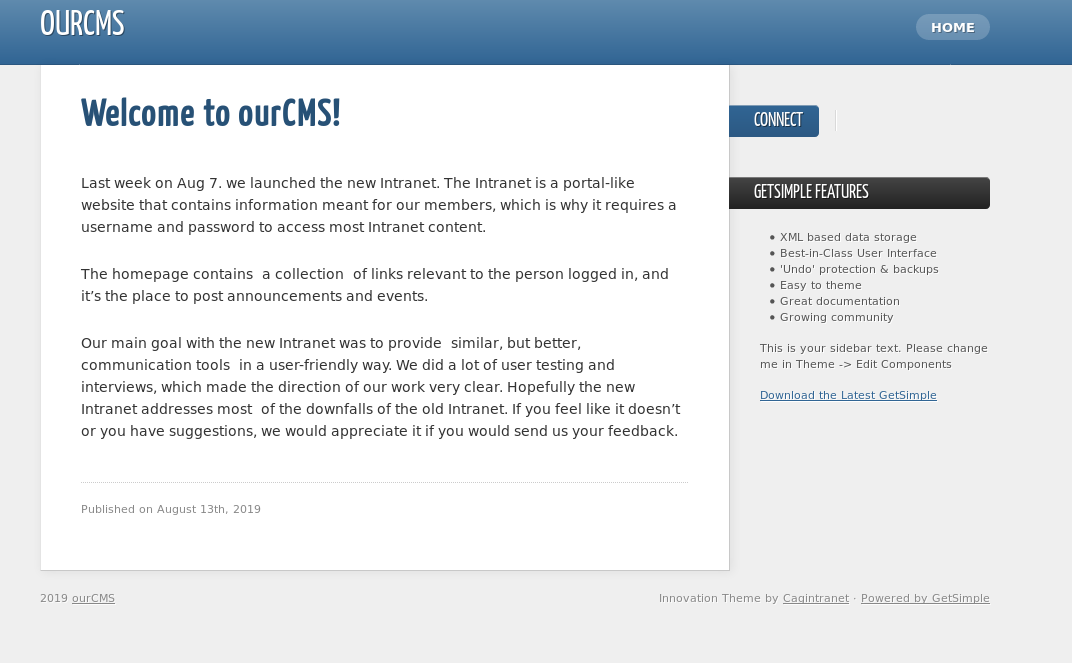 OURCMS
HOME
Welcome to ourCMS!
Last week on Aug 7. we launched the new Intranet. The Intranet is a portal-like
website that contains information meant for our members, which is why it requires a
username and password to access most Intranet content.
The homepage contains  a collection  of links relevant to the person logged in, and
it’s the place to post announcements and events.
Our main goal with the new Intranet was to provide  similar, but better,
communication tools  in a user-friendly way. We did a lot of user testing and
interviews, which made the direction of our work very clear. Hopefully the new
Intranet addresses most  of the downfalls of the old Intranet. If you feel like it doesn’t
or you have suggestions, we would appreciate it if you would send us your feedback.
Published on August 13th, 2019
CONNECT
GETSIMPLE FEATURES
• XML based data storage
• Best-in-Class User Interface
• 'Undo' protection & backups
• Easy to theme
• Great documentation
• Growing community
This is your sidebar text. Please change
me in Theme -> Edit Components
Download the Latest GetSimple
2019 ourCMS
Innovation Theme by Cagintranet · Powered by GetSimple